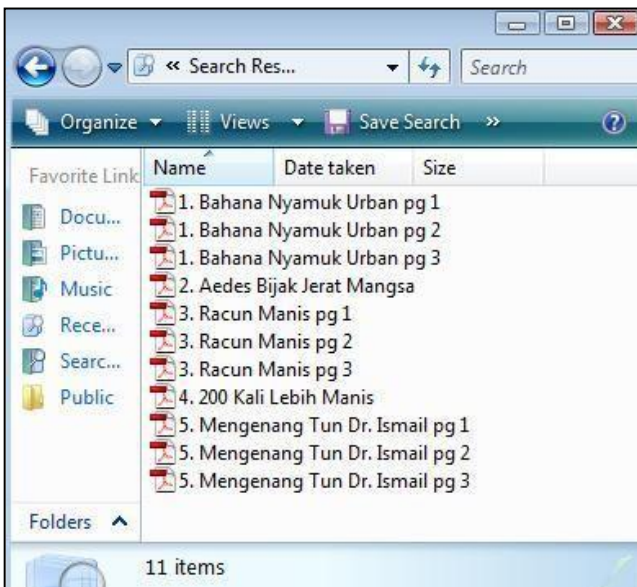 « Search Res...
Search
Organize
Views
Save Search
»
?
Favorite Link
Docu...
Pictu...
Music
Rece...
Searc...
Public
Folders
Name
Date taken
Size
1. Bahana Nyamuk Urban pg 1
1. Bahana Nyamuk Urban pg 2
1. Bahana Nyamuk Urban pg 3
2. Aedes Bijak Jerat Mangsa
3. Racun Manis pg 1
3. Racun Manis pg 2
3. Racun Manis pg 3
4. 200 Kali Lebih Manis
5. Mengenang Tun Dr. Ismail pg 1
5. Mengenang Tun Dr. Ismail pg 2
5. Mengenang Tun Dr. Ismail pg 3
11 items